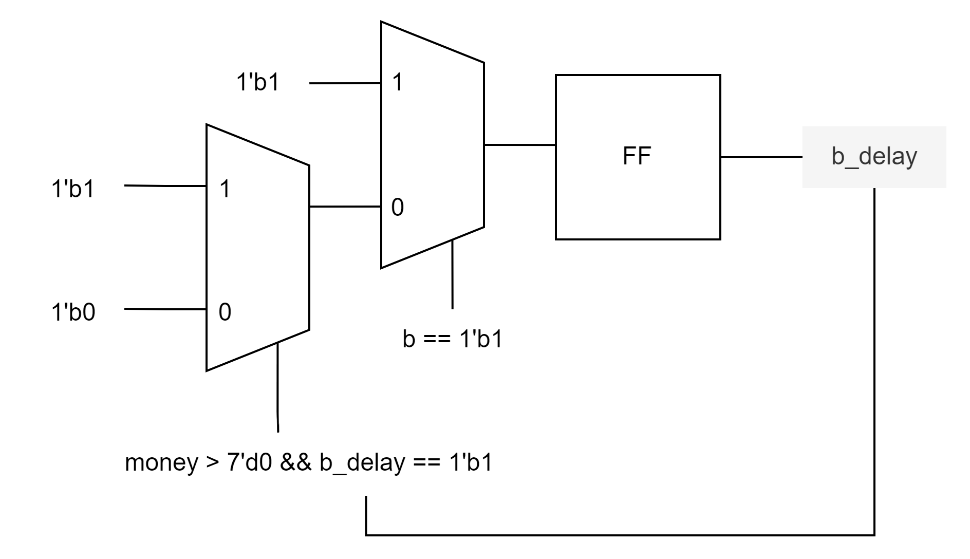 1'b1
1
FF
b_delay
1'b1
1
0
1'b0
0
b == 1'b1
money > 7'd0 && b_delay == 1'b1